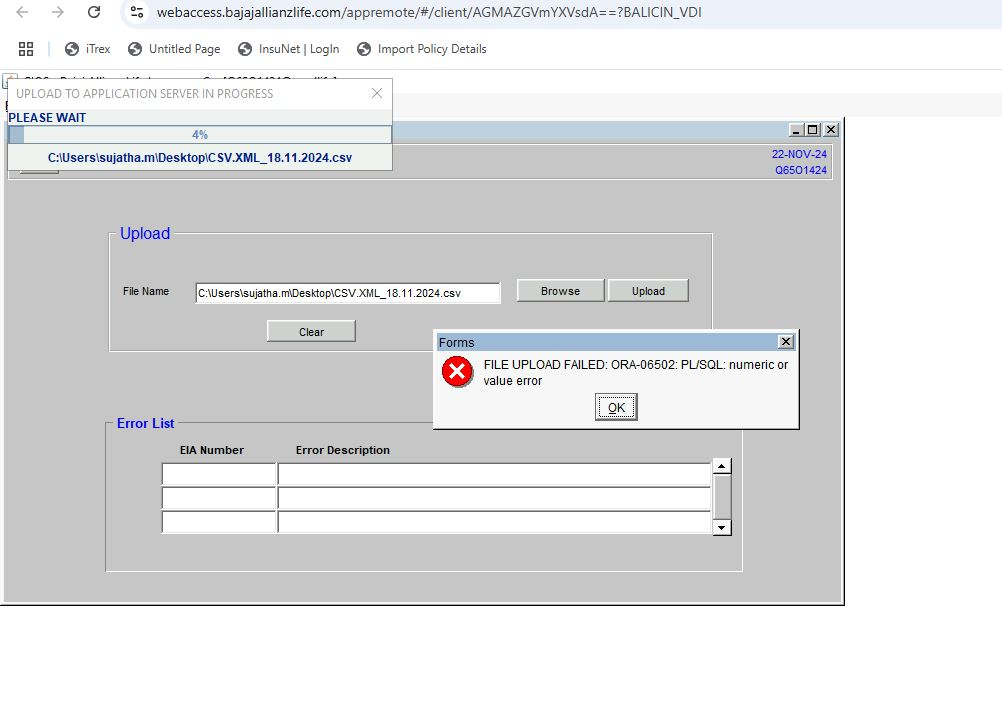 webaccess.bajajallianzlife.com/appremote/#/client/AGMAZGVmYXVsdA==?BALICIN_VDI
iTrex
Untitled Page
InsuNet | LogIn
Import Policy Details
UPLOAD TO APPLICATION SERVER IN PROGRESS
PLEASE WAIT
4%
C:\Users\sujatha.m\Desktop\CSV.XML_18.11.2024.csv
22-NOV-24
Q65O1424
Upload
File Name
C:\Users\sujatha.m\Desktop\CSV.XML_18.11.2024.csv
Browse
Upload
Clear
Forms
FILE UPLOAD FAILED: ORA-06502: PL/SQL: numeric or
value error
OK
Error List
EIA Number
Error Description